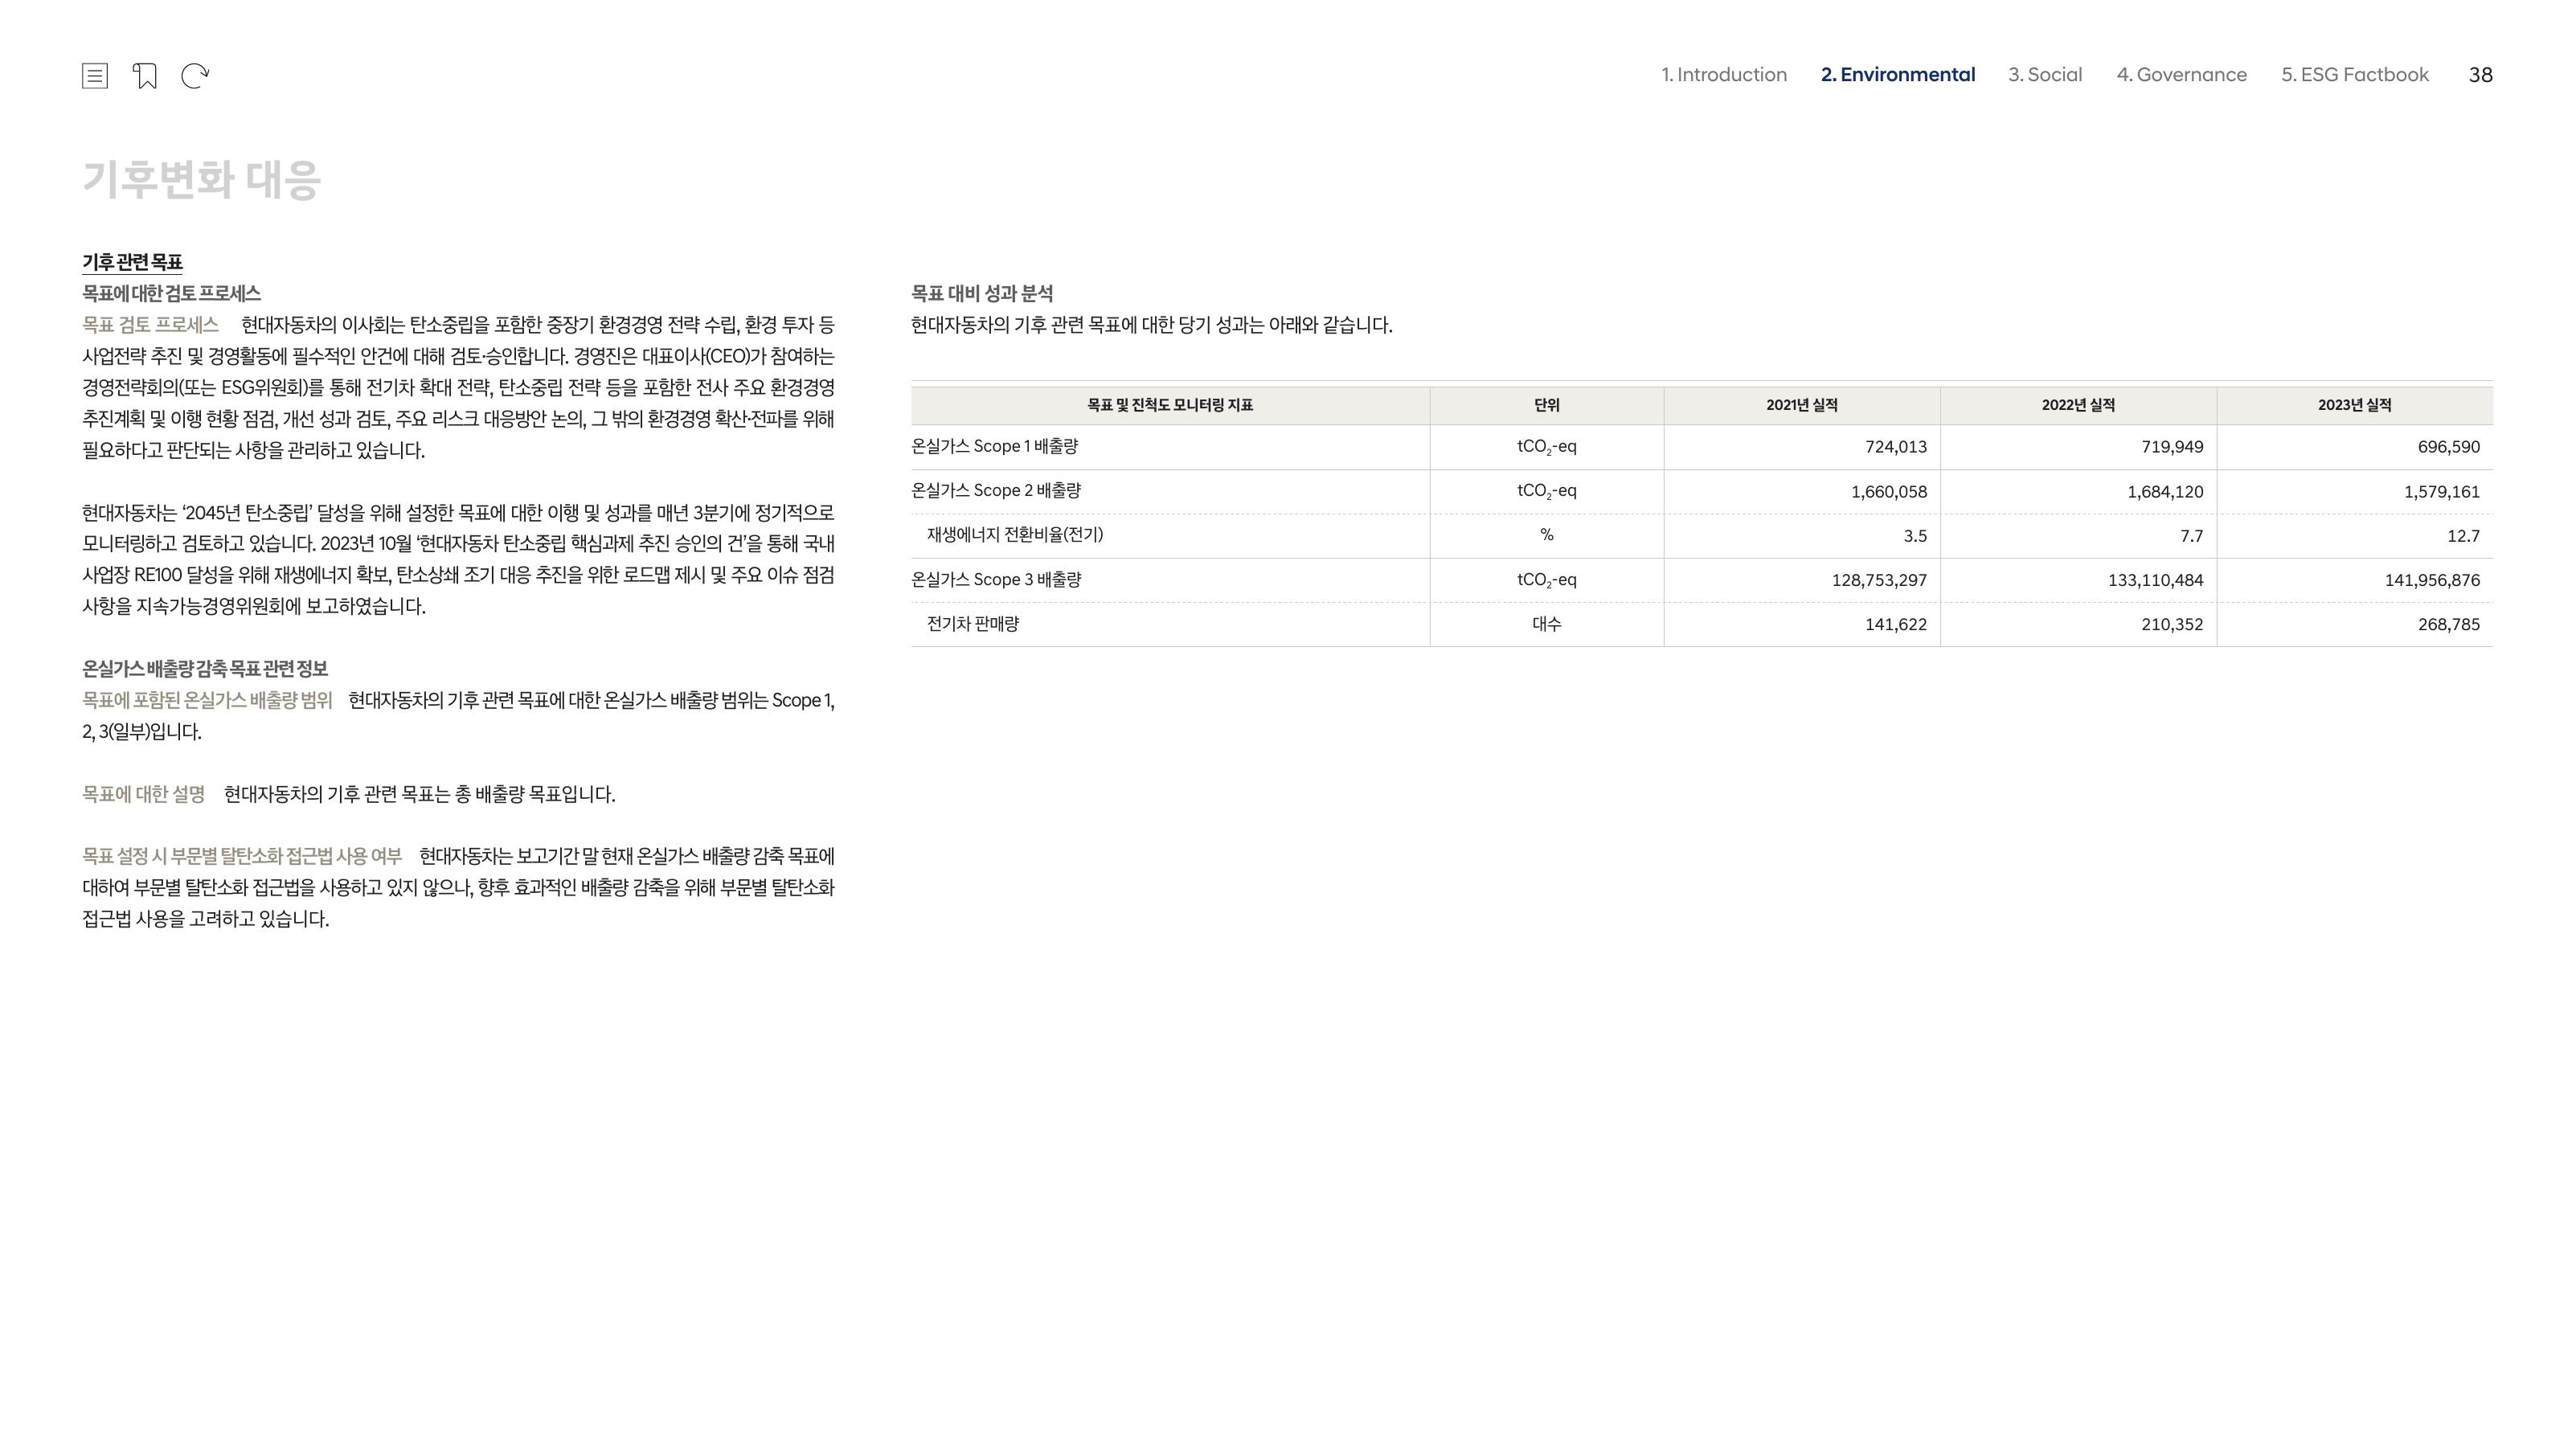 1. Introduction 2. Environmental 3. Social 4. Governance 5. ESG Factbook 38
기후변화 대응
기후 관련 목표
목표에 대한 검토 프로세스
목표 검토 프로세스 현대자동차의 이사회는 탄소중립을 포함한 중장기 환경경영 전략 수립, 환경 투자 등
사업전략 추진 및 경영활동에 필수적인 안건에 대해 검토·승인합니다. 경영진은 대표이사(CEO)가 참여하는
경영전략회의(또는 ESG위원회)를 통해 전기차 확대 전략, 탄소중립 전략 등을 포함한 전사 주요 환경경영
추진계획 및 이행 현황 점검, 개선 성과 검토, 주요 리스크 대응방안 논의, 그 밖의 환경경영 확산·전파를 위해
필요하다고 판단되는 사항을 관리하고 있습니다.
현대자동차는 ‘2045년 탄소중립’ 달성을 위해 설정한 목표에 대한 이행 및 성과를 매년 3분기에 정기적으로
모니터링하고 검토하고 있습니다. 2023년 10월 ‘현대자동차 탄소중립 핵심과제 추진 승인의 건’을 통해 국내
사업장 RE100 달성을 위해 재생에너지 확보, 탄소상쇄 조기 대응 추진을 위한 로드맵 제시 및 주요 이슈 점검
사항을 지속가능경영위원회에 보고하였습니다.
온실가스 배출량 감축 목표 관련 정보
목표에 포함된 온실가스 배출량 범위 현대자동차의 기후 관련 목표에 대한 온실가스 배출량 범위는 Scope 1,
2, 3(일부)입니다.
목표에 대한 설명 현대자동차의 기후 관련 목표는 총 배출량 목표입니다.
목표 설정 시 부문별 탈탄소화 접근법 사용 여부 현대자동차는 보고기간 말 현재 온실가스 배출량 감축 목표에
대하여 부문별 탈탄소화 접근법을 사용하고 있지 않으나, 향후 효과적인 배출량 감축을 위해 부문별 탈탄소화
접근법 사용을 고려하고 있습니다.
목표 대비 성과 분석
현대자동차의 기후 관련 목표에 대한 당기 성과는 아래와 같습니다.
목표 및 진척도 모니터링 지표 단위 2021년 실적 2022년 실적 2023년 실적
온실가스 Scope 1 배출량 tCO₂-eq 724,013 719,949 696,590
온실가스 Scope 2 배출량 tCO₂-eq 1,660,058 1,684,120 1,579,161
재생에너지 전환비율(전기) % 3.5 7.7 12.7
온실가스 Scope 3 배출량 tCO₂-eq 128,753,297 133,110,484 141,956,876
전기차 판매량 대수 141,622 210,352 268,785